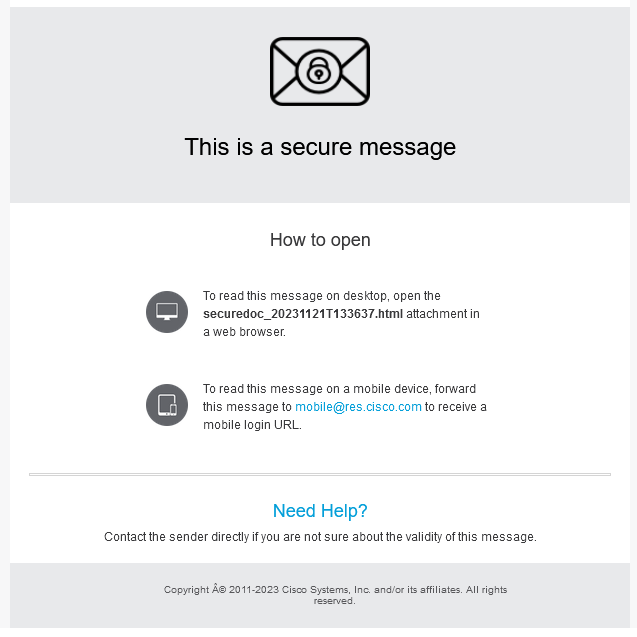 This is a secure message
How to open
To read this message on desktop, open the
securedoc_20231121T133637.html attachment in
a web browser.
To read this message on a mobile device, forward
this message to mobile@res.cisco.com to receive a
mobile login URL.
Need Help?
Contact the sender directly if you are not sure about the validity of this message.
Copyright Â© 2011-2023 Cisco Systems, Inc. and/or its affiliates. All rights
reserved.